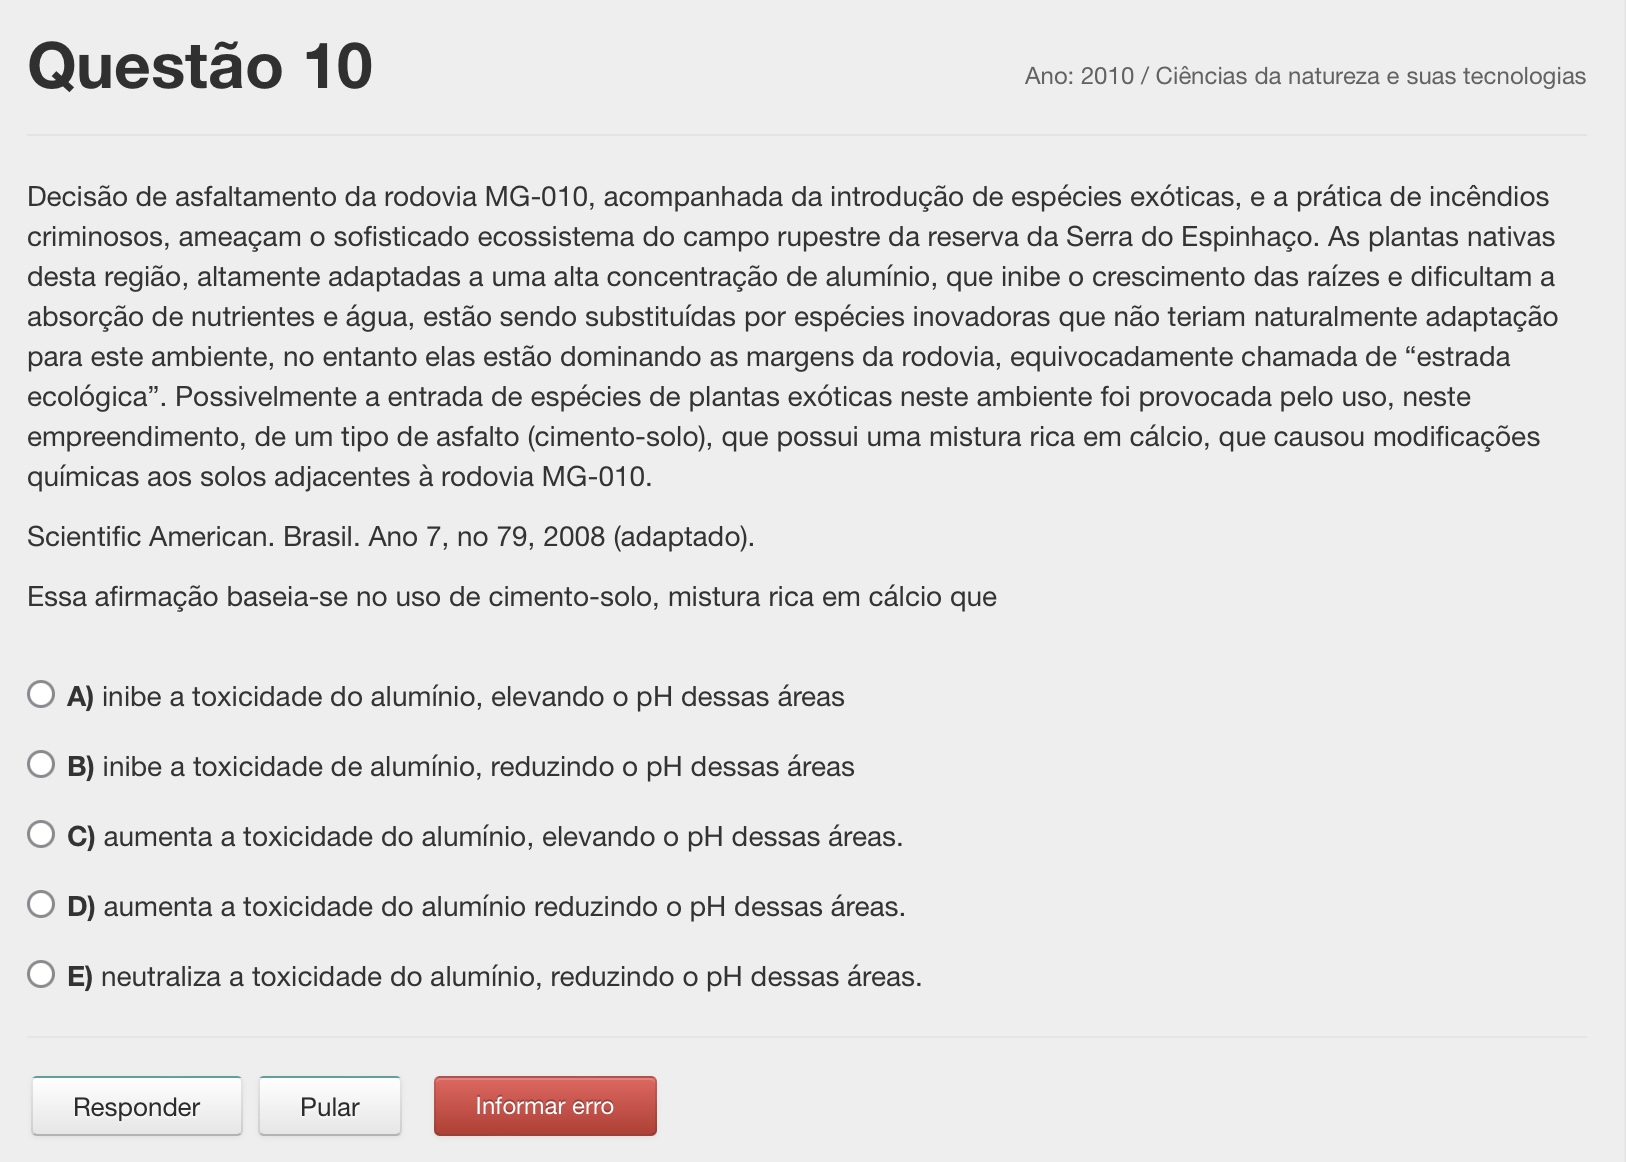 Questão 10
Ano: 2010 / Ciências da natureza e suas tecnologias
Decisão de asfaltamento da rodovia MG-010, acompanhada da introdução de espécies exóticas, e a prática de incêndios
criminosos, ameaçam o sofisticado ecossistema do campo rupestre da reserva da Serra do Espinhaço. As plantas nativas
desta região, altamente adaptadas a uma alta concentração de alumínio, que inibe o crescimento das raízes e dificultam a
absorção de nutrientes e água, estão sendo substituídas por espécies inovadoras que não teriam naturalmente adaptação
para este ambiente, no entanto elas estão dominando as margens da rodovia, equivocadamente chamada de “estrada
ecológica”. Possivelmente a entrada de espécies de plantas exóticas neste ambiente foi provocada pelo uso, neste
empreendimento, de um tipo de asfalto (cimento-solo), que possui uma mistura rica em cálcio, que causou modificações
químicas aos solos adjacentes à rodovia MG-010.
Scientific American. Brasil. Ano 7, no 79, 2008 (adaptado).
Essa afirmação baseia-se no uso de cimento-solo, mistura rica em cálcio que
A) inibe a toxicidade do alumínio, elevando o pH dessas áreas
B) inibe a toxicidade de alumínio, reduzindo o pH dessas áreas
C) aumenta a toxicidade do alumínio, elevando o pH dessas áreas.
D) aumenta a toxicidade do alumínio reduzindo o pH dessas áreas.
E) neutraliza a toxicidade do alumínio, reduzindo o pH dessas áreas.
Responder
Pular
Informar erro